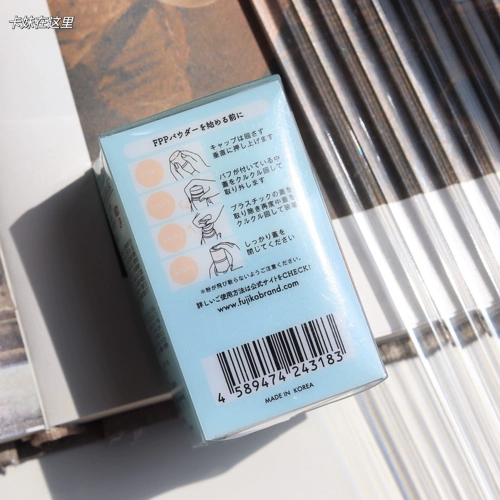 卡妹在这里
FPPパウダーを始める前に
キャップは回さず
垂直に押し上げます
パフが付いている中
蓋をクルクル回して
取り外します
プラスチックの蓋を
取り除き再度中蓋を
クルクル回して装着
しっかり蓋を
閉じてください
※粉が飛び散らないようご注意ください。
詳しいご使用方法は公式サイトをCHECK!
www.fujikobrand.com
4 589474 243183
MADE IN KOREA